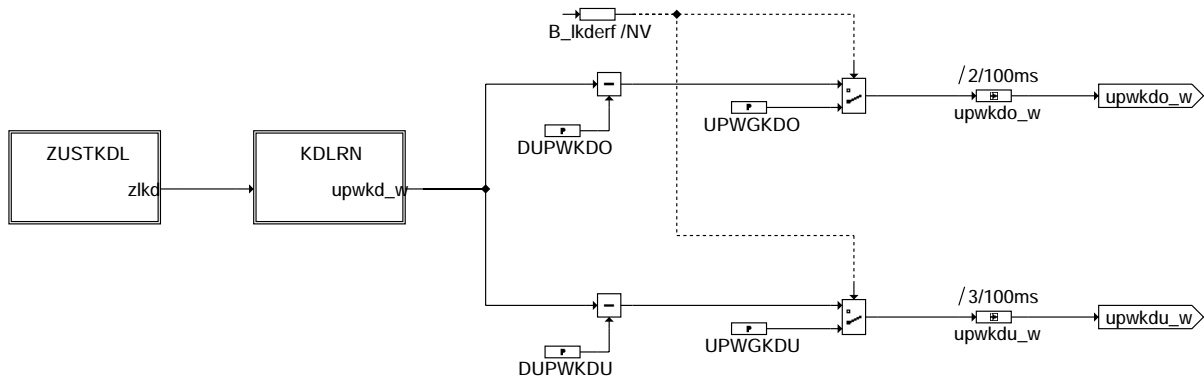 B_lkderf /NV
/2/100ms
upwkdo_w
upwkdo_w
UPWGKDO
DUPWKDO
ZUSTKDL
zlkd
KDLRN
upwkd_w
/3/100ms
upwkdu_w
upwkdu_w
UPWGKDU
DUPWKDU
P
P
P
P